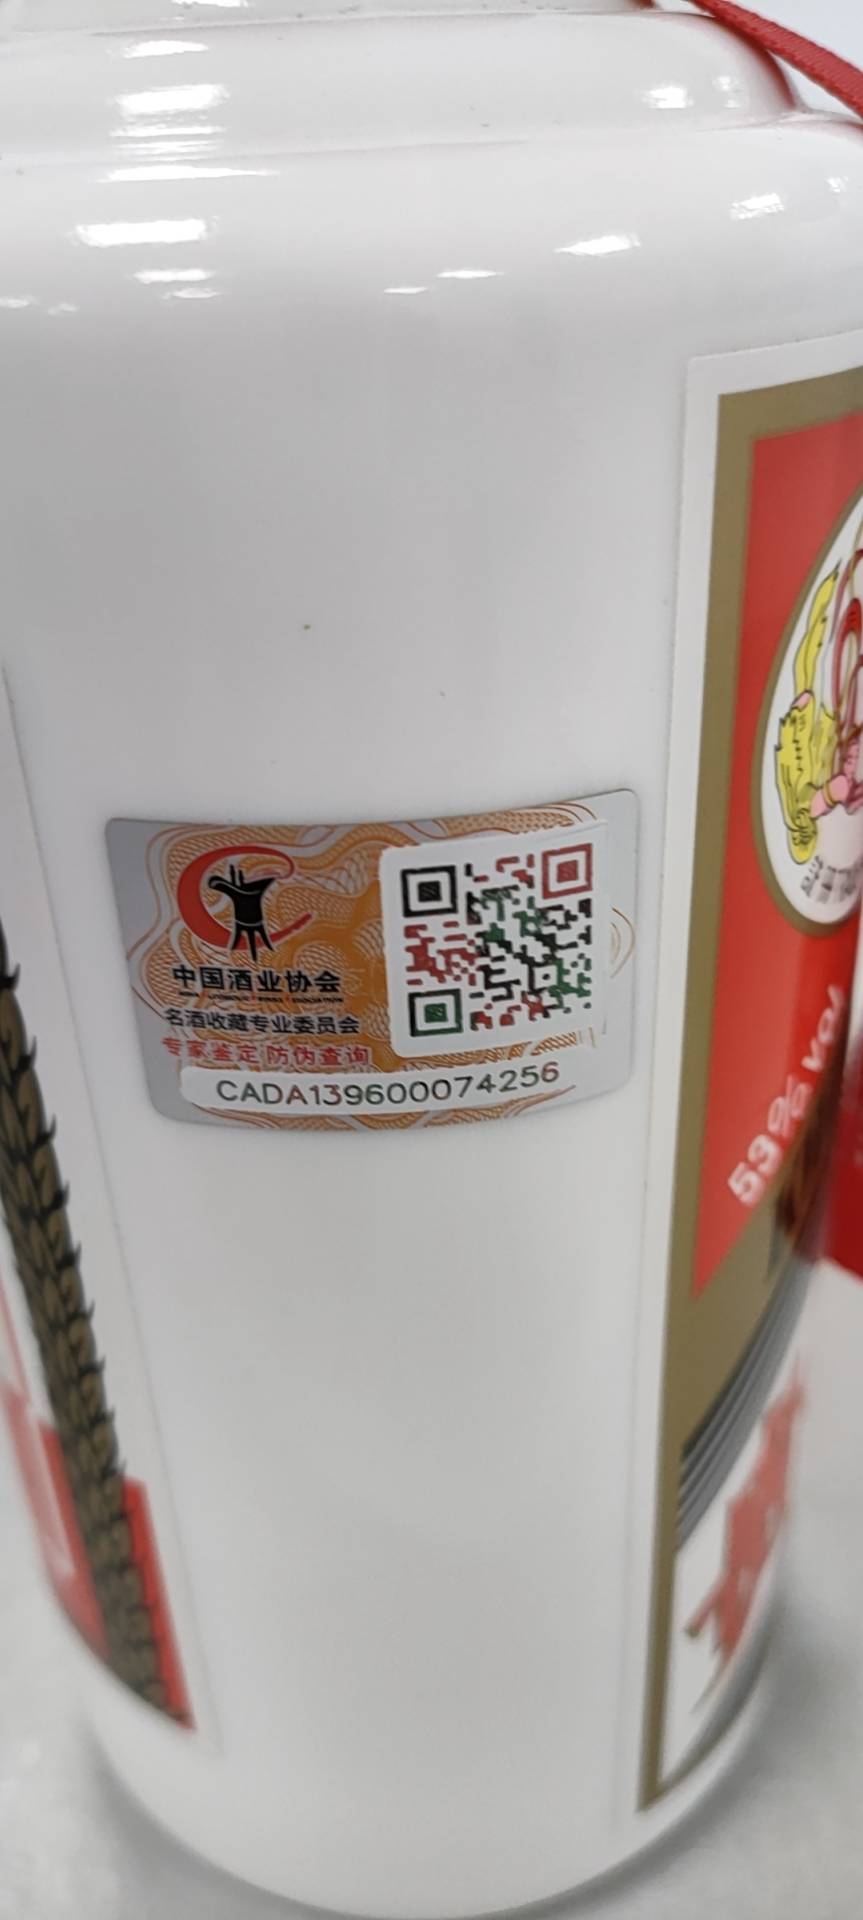 中国酒业协会
名酒收藏专业委员会
专家鉴定防伪查询
CADA139600074256
53% vol